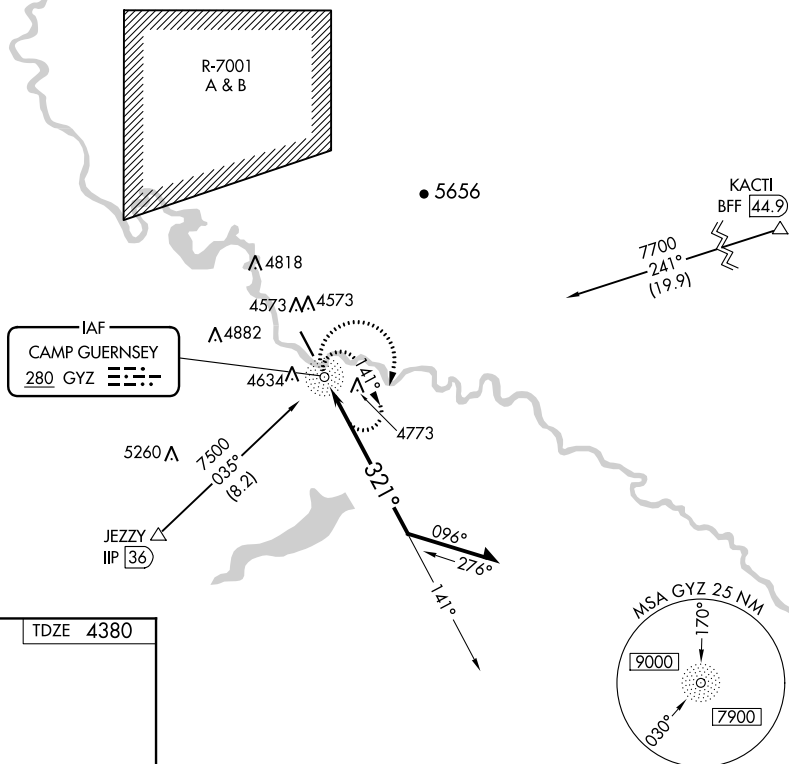 R-7001
A & B
5656
KACTI
BFF 44.9
7700
241°
(19.9)
4818
4573 4573
4882
IAF
CAMP GUERNSEY
280 GYZ
4634
141°
4773
5260
7500
035°
(8.2)
321°
JEZZY
IIP 36
096°
276°
141°
MSA GYZ 25 NM
170°
9000
7900
030°
TDZE 4380